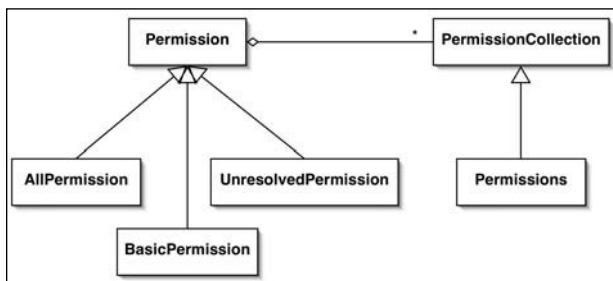 Permission
*
PermissionCollection
AllPermission
UnresolvedPermission
Permissions
BasicPermission